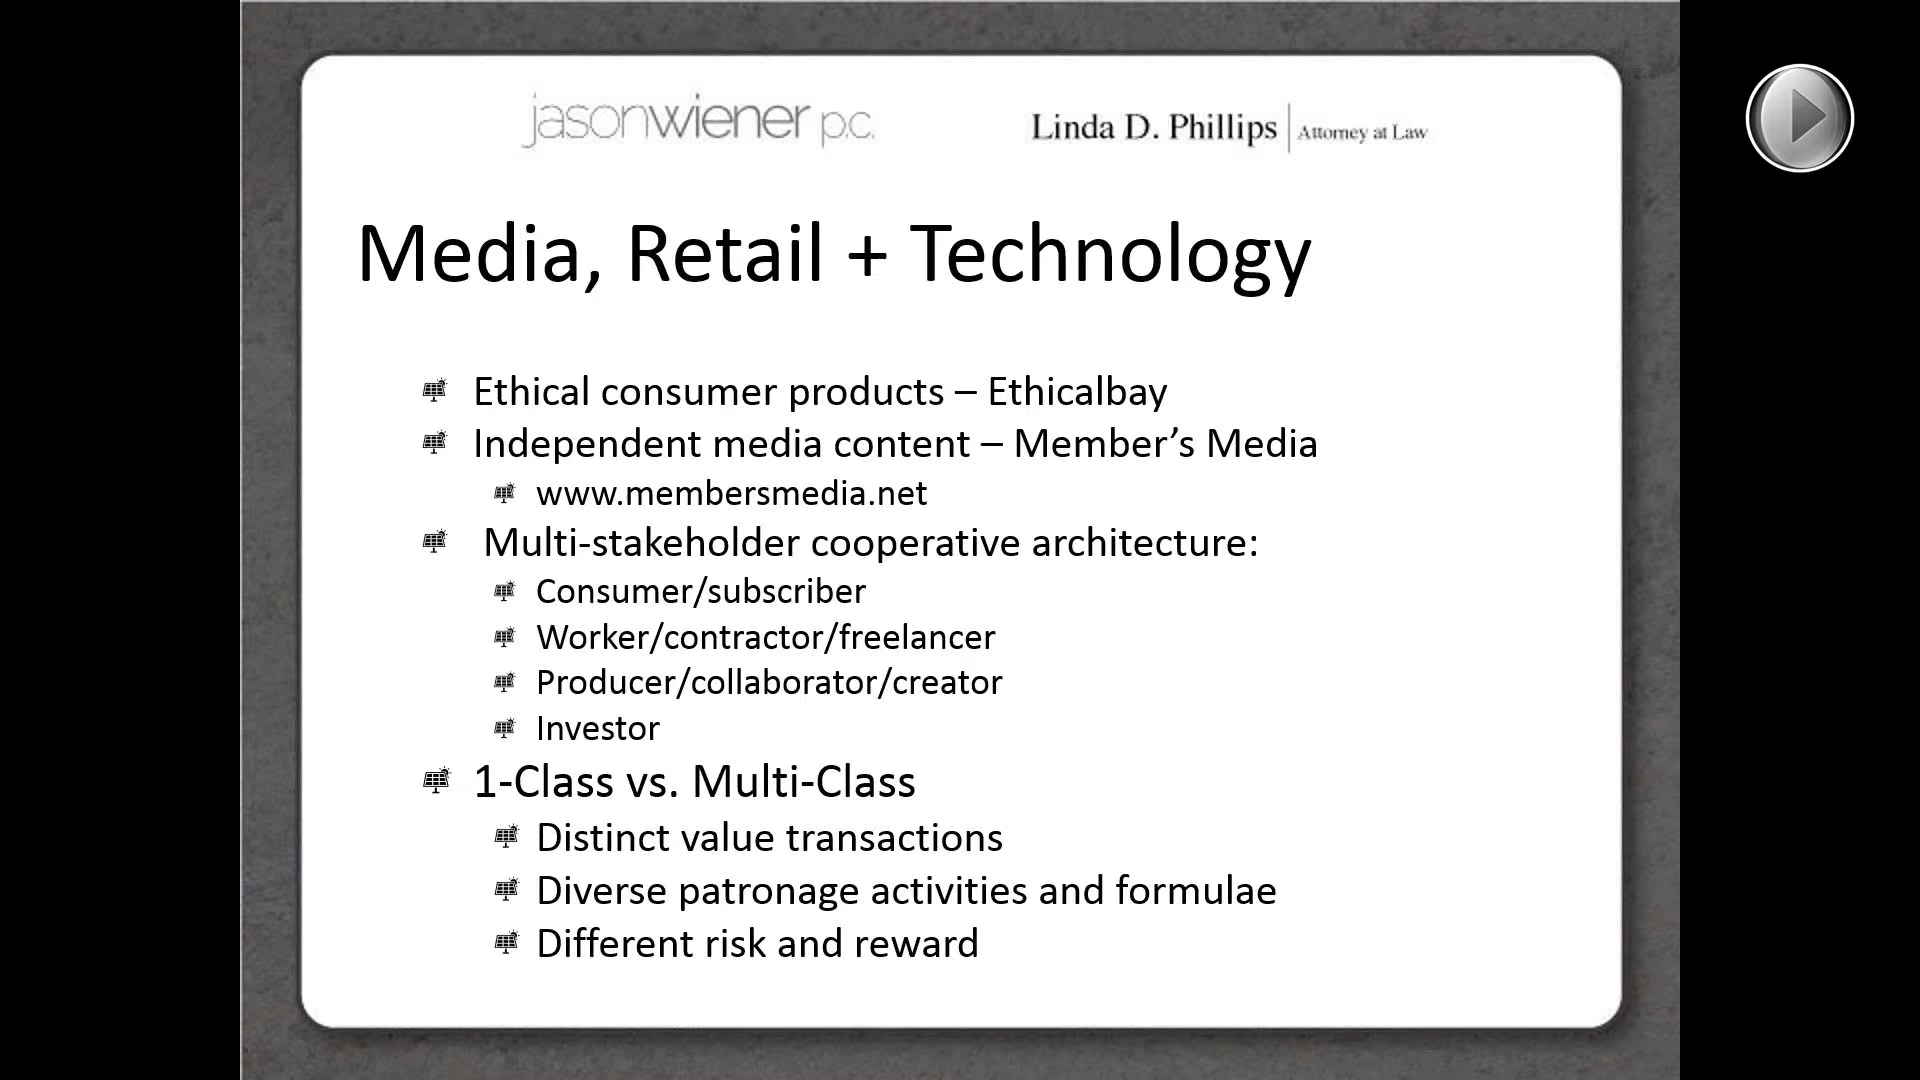 jasonwiener p.c.
Linda D. Phillips | Attorney at Law
Media, Retail + Technology
Ethical consumer products – Ethicalbay
Independent media content – Member’s Media
www.membersmedia.net
Multi-stakeholder cooperative architecture:
Consumer/subscriber
Worker/contractor/freelancer
Producer/collaborator/creator
Investor
1-Class vs. Multi-Class
Distinct value transactions
Diverse patronage activities and formulae
Different risk and reward